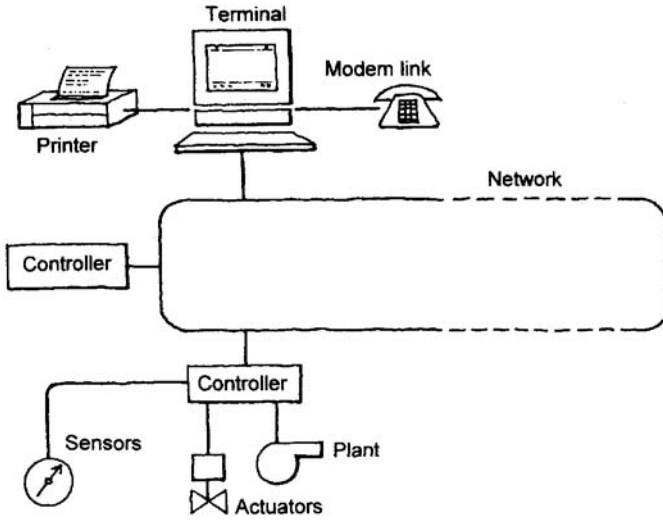 Terminal
Modem link
Printer
Network
Controller
Controller
Sensors
Plant
Actuators